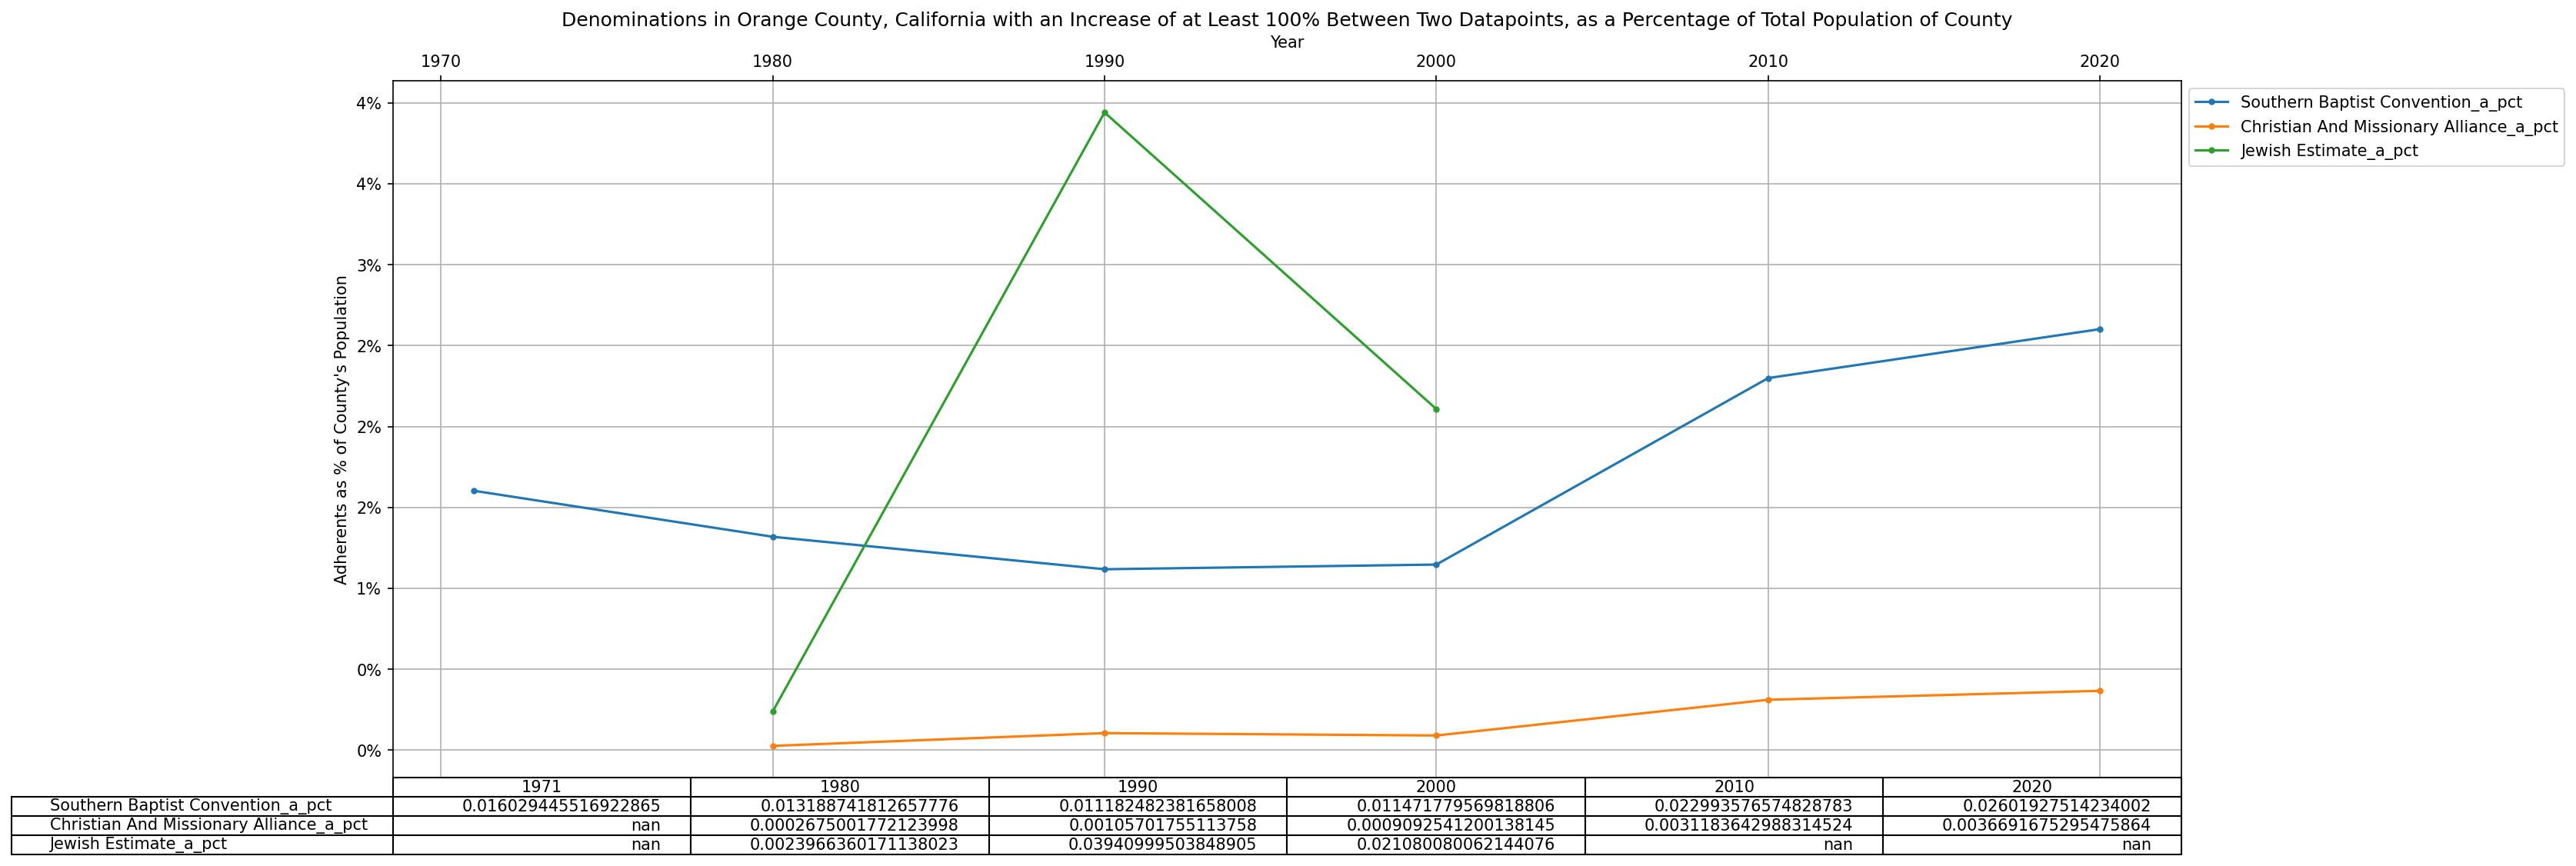 Denominations in Orange County, California with an Increase of at Least 100% Between Two Datapoints, as a Percentage of Total Population of County
Year
1970 1980 1990 2000 2010 2020
4%
4%
3%
2%
2%
2%
1%
0%
0%
Adherents as % of County's Population
Southern Baptist Convention_a_pct
Christian And Missionary Alliance_a_pct
Jewish Estimate_a_pct
1971 1980 1990 2000 2010 2020
Southern Baptist Convention_a_pct 0.016029445516922865 0.013188741812657776 0.011182482381658008 0.011471779569818806 0.022993576574828783 0.02601927514234002
Christian And Missionary Alliance_a_pct nan 0.0002675001772123998 0.00105701755113758 0.0009092541200138145 0.0031183642988314524 0.0036691675295475864
Jewish Estimate_a_pct nan 0.0023966360171138023 0.03940999503848905 0.021080080062144076 nan nan